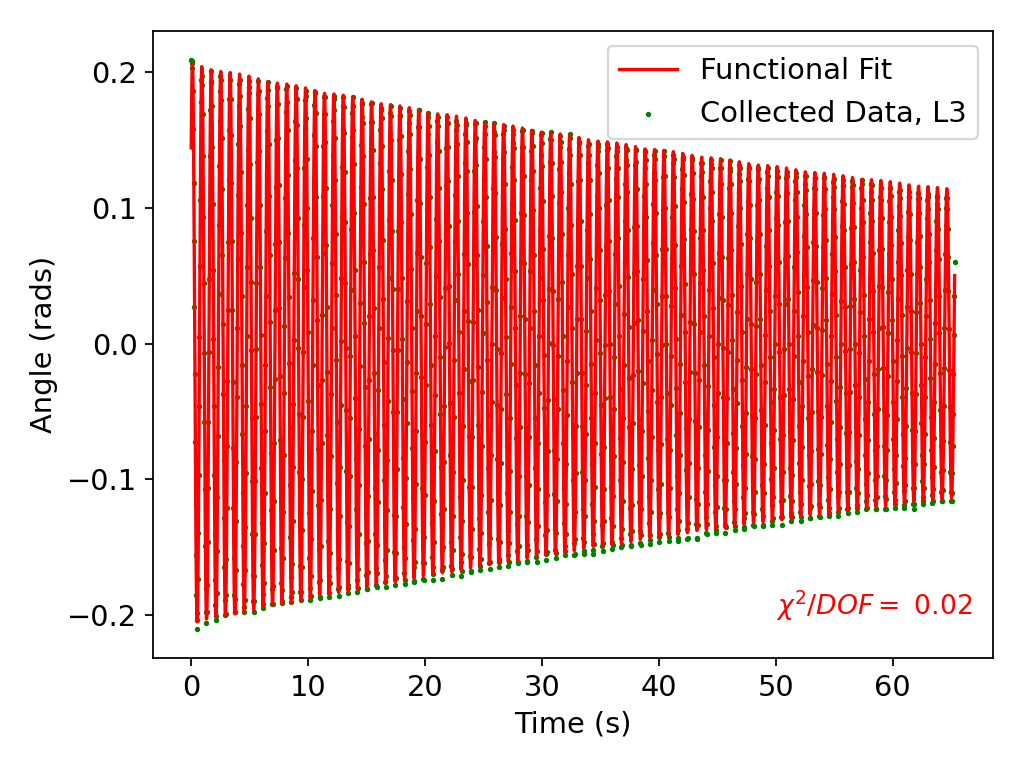 Functional Fit
Collected Data, L3
0.2
0.1
0.0
−0.1
−0.2
Angle (rads)
χ²/DOF = 0.02
0 10 20 30 40 50 60
Time (s)